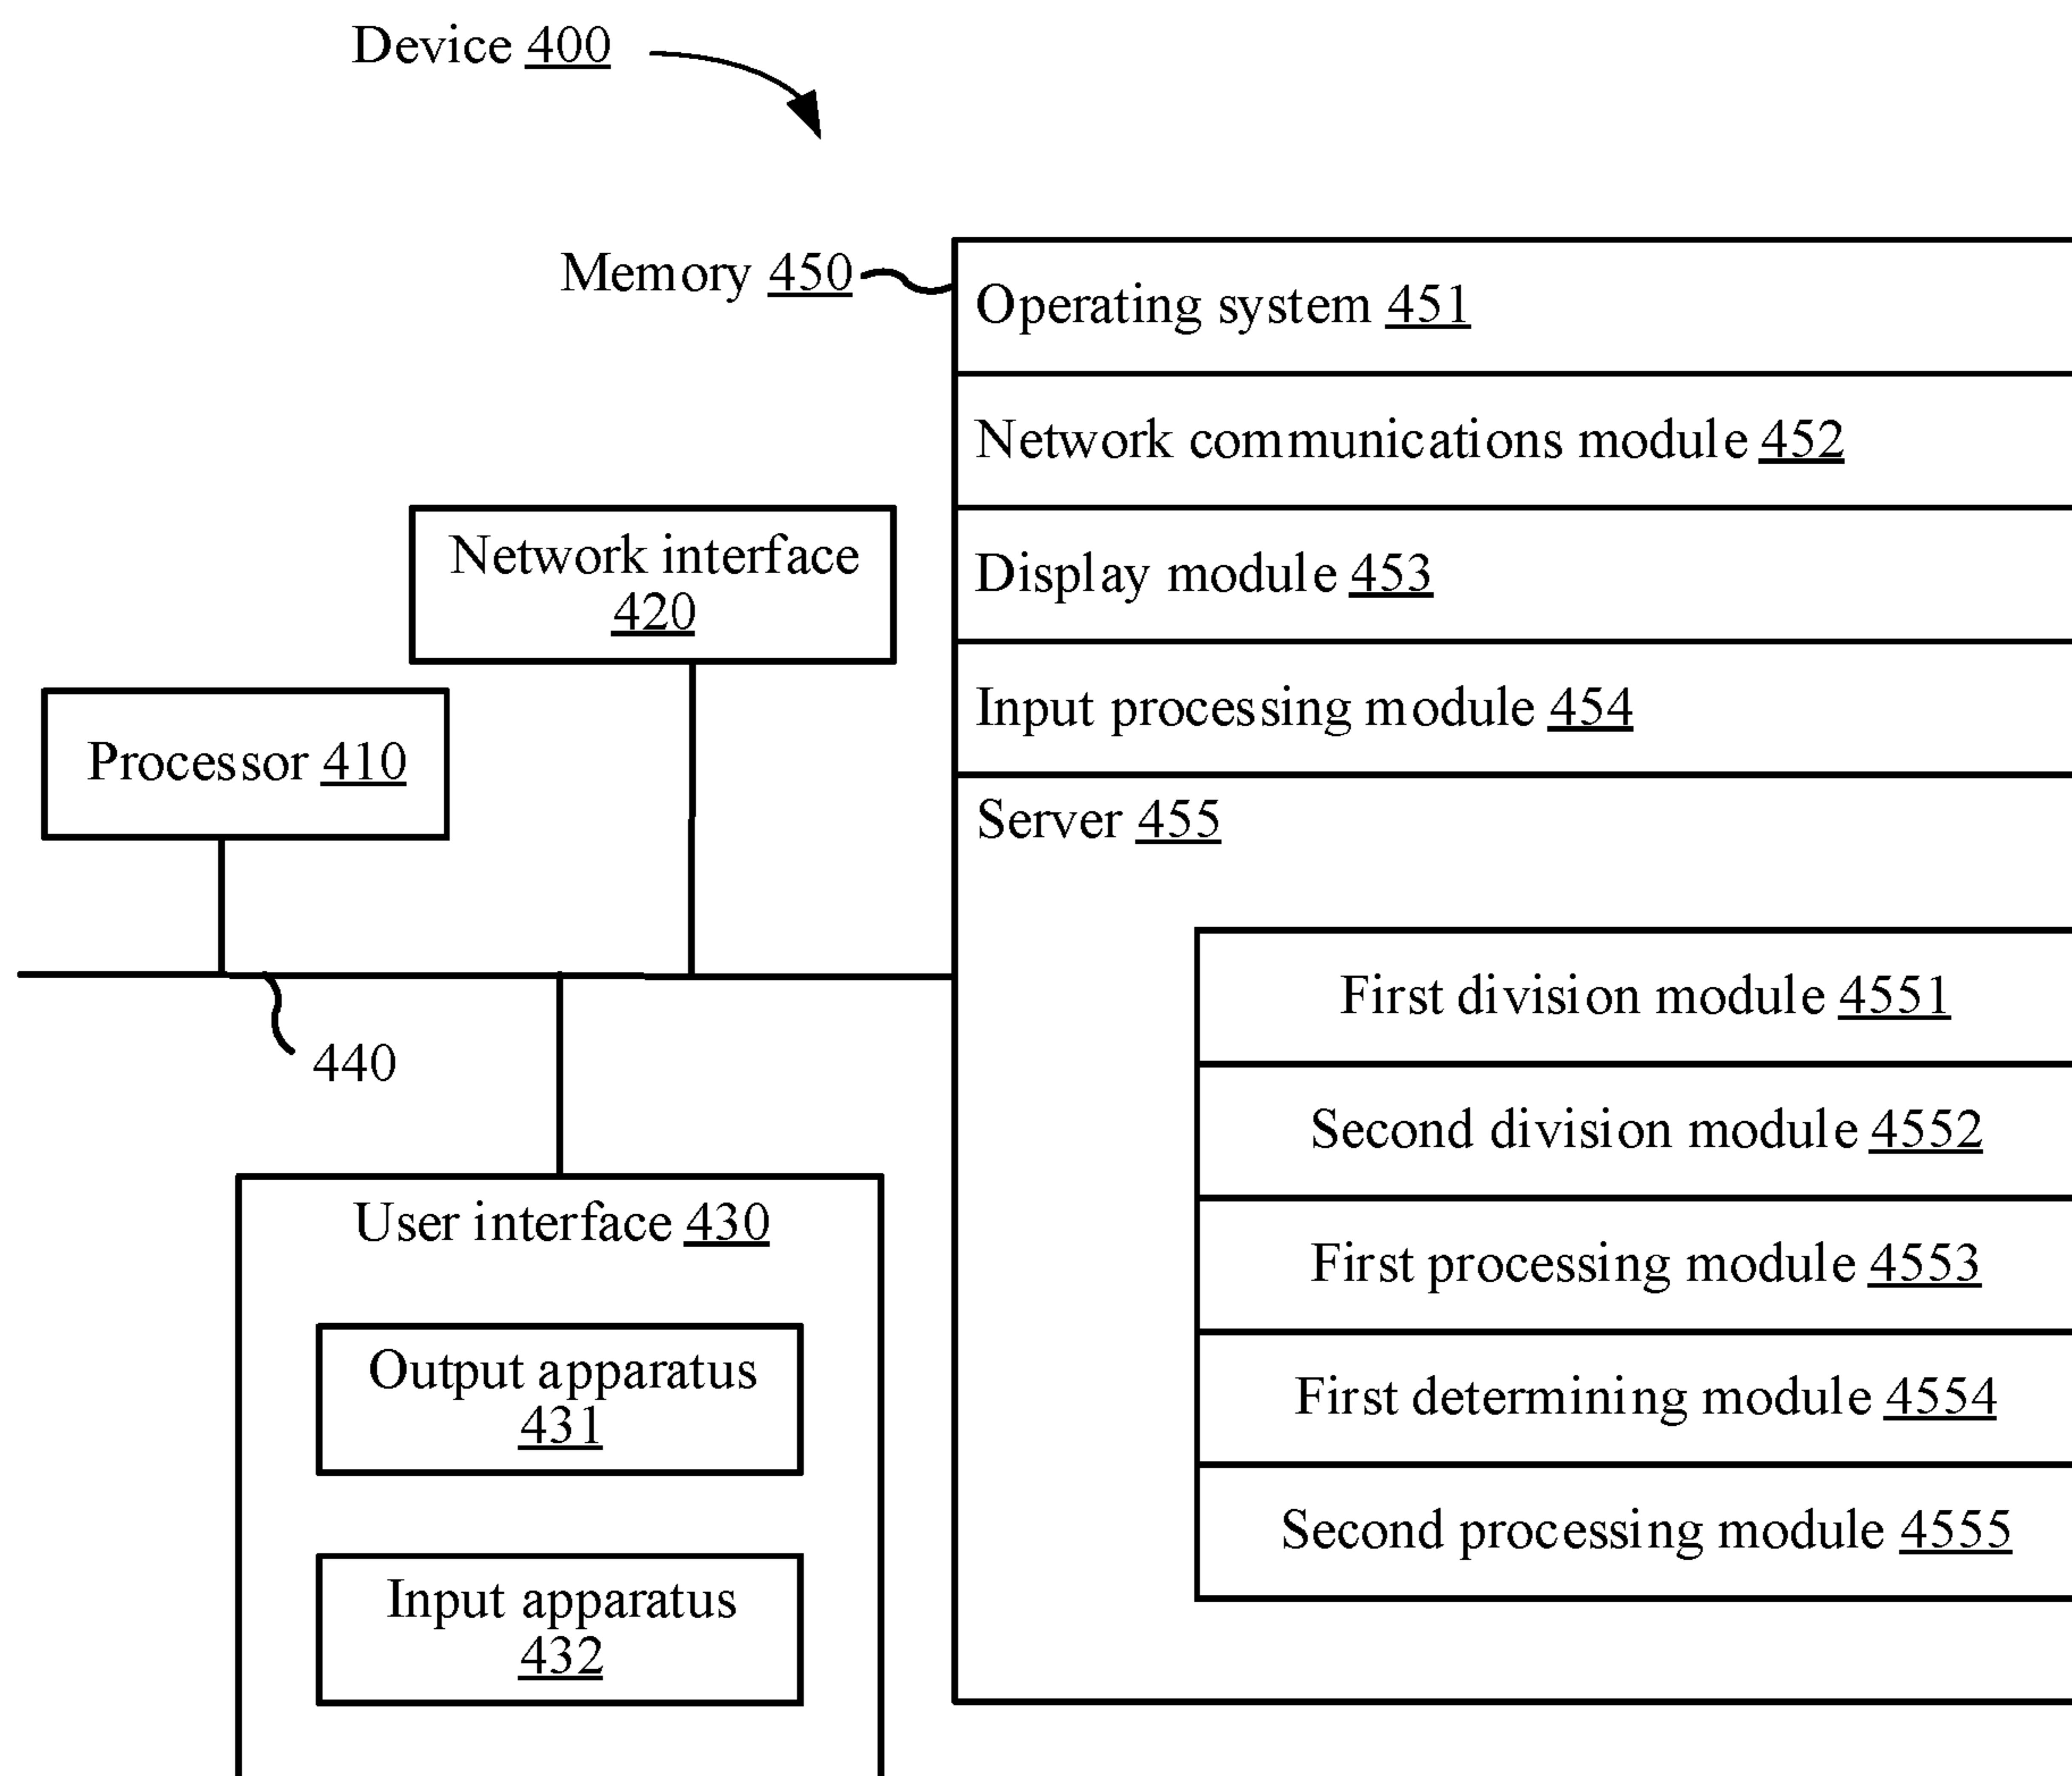 Device 400
Memory 450
Operating system 451
Network communications module 452
Display module 453
Input processing module 454
Server 455
First division module 4551
Second division module 4552
First processing module 4553
First determining module 4554
Second processing module 4555
Network interface
420
Processor 410
440
User interface 430
Output apparatus
431
Input apparatus
432